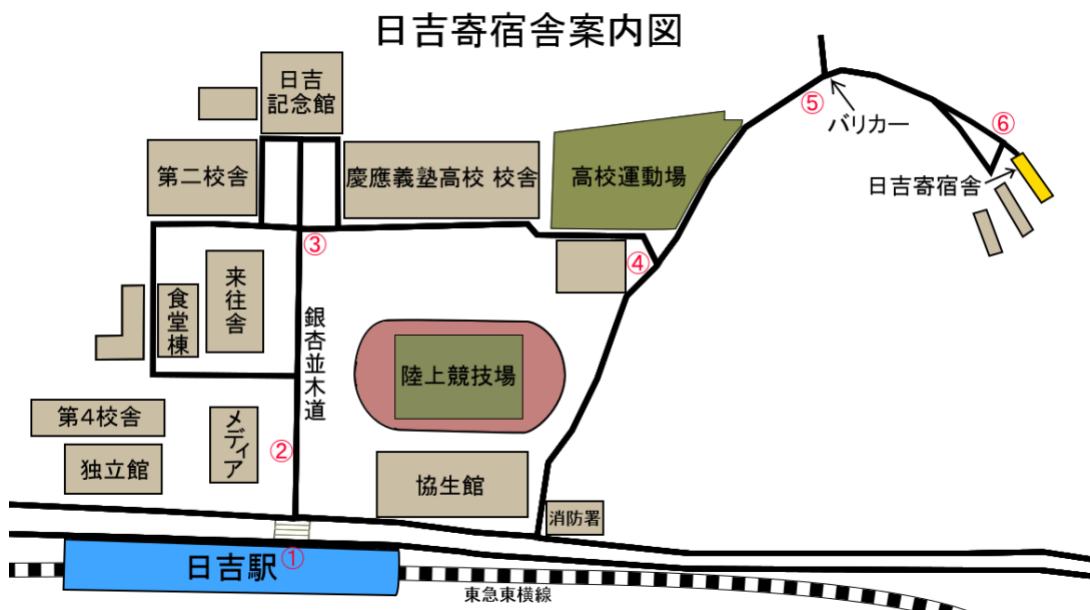 日吉寄宿舎案内図
日吉
記念館
第二校舎
慶應義塾高校 校舎
高校運動場
⑤
バリカー
⑥
日吉寄宿舎
③
④
来往舎
食堂棟
銀杏並木道
陸上競技場
第4校舎
メディア
②
独立館
協生館
消防署
①
日吉駅
東急東横線